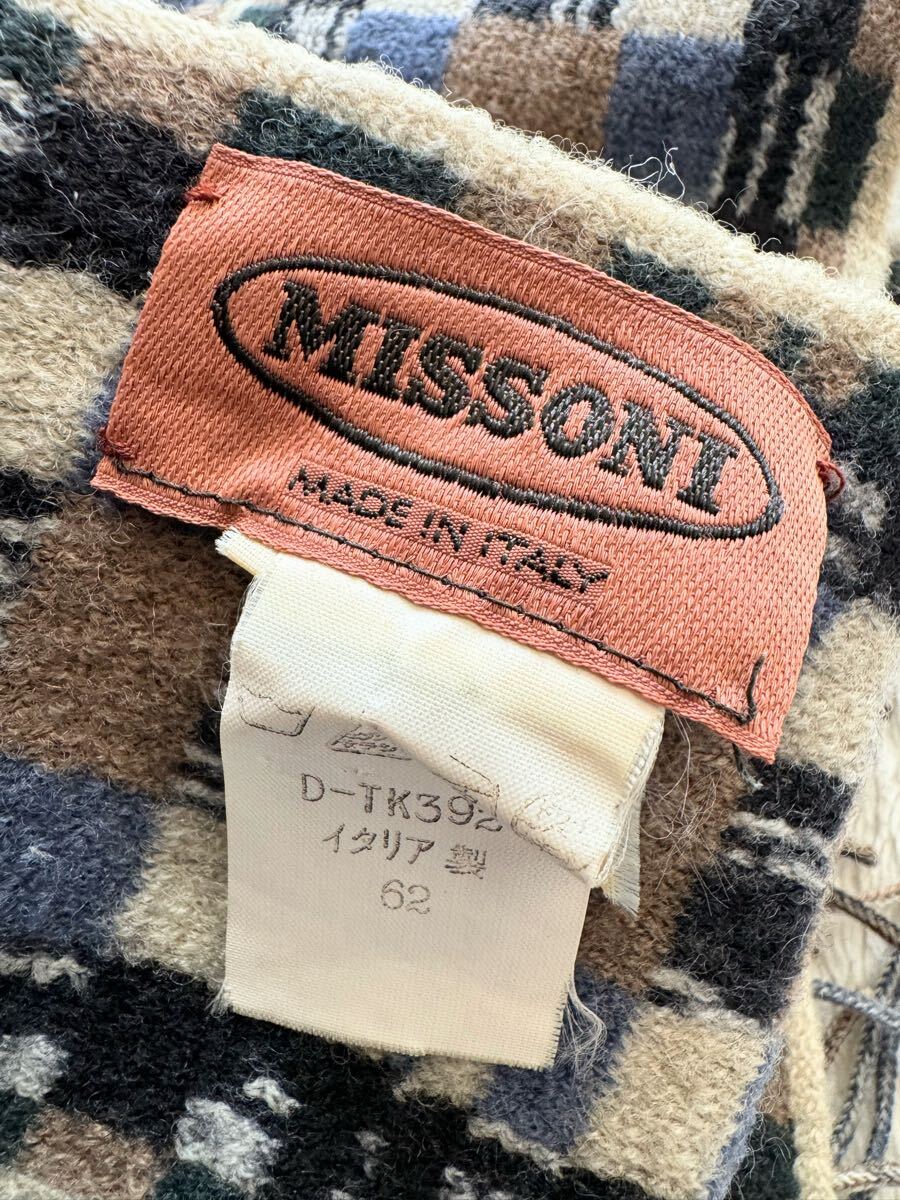 MISSONI
MADE IN ITALY
D-TK392
イタリア製
62